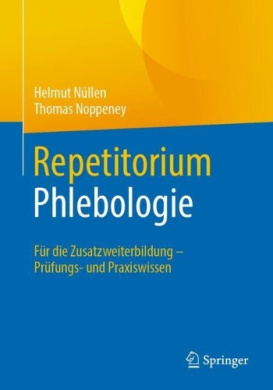 Helmut Nüllen
Thomas Noppeney
Repetitorium
Phlebologie
Für die Zusatzweiterbildung –
Prüfungs- und Praxiswissen
Springer